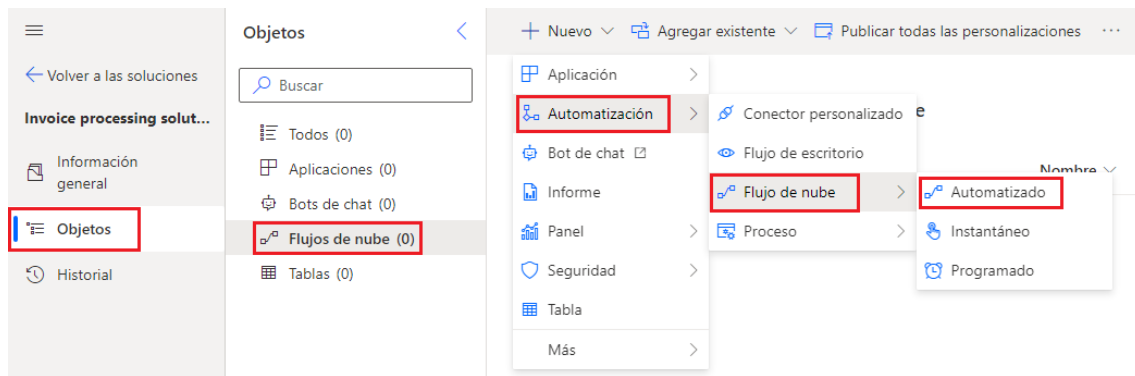 Volver a las soluciones
Invoice processing solut...
Información
general
Objetos
Historial
Objetos
Buscar
Todos (0)
Aplicaciones (0)
Bots de chat (0)
Flujos de nube (0)
Tablas (0)
Nuevo
Agregar existente
Publicar todas las personalizaciones
...
Aplicación
Automatización
Bot de chat
Informe
Panel
Seguridad
Tabla
Más
Conector personalizado
Flujo de escritorio
Flujo de nube
Proceso
e
Nombre
Automatizado
Instantáneo
Programado